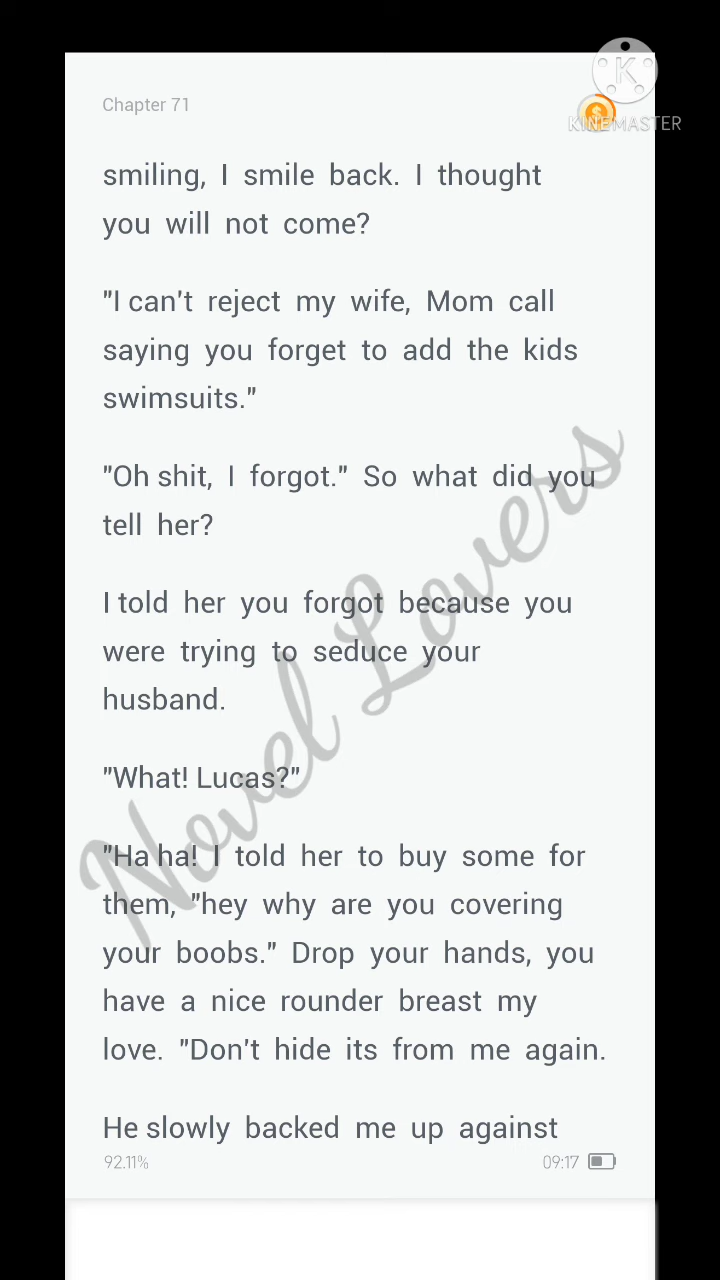 K
KINEMASTER
Chapter 71
smiling, I smile back. I thought
you will not come?
"I can't reject my wife, Mom call
saying you forget to add the kids
swimsuits."
"Oh shit, I forgot." So what did you
tell her?
I told her you forgot because you
were trying to seduce your
husband.
"What! Lucas?"
"Ha ha! I told her to buy some for
them, "hey why are you covering
your boobs." Drop your hands, you
have a nice rounder breast my
love. "Don't hide its from me again.
He slowly backed me up against
92.11% 09:17
Novel Lovers